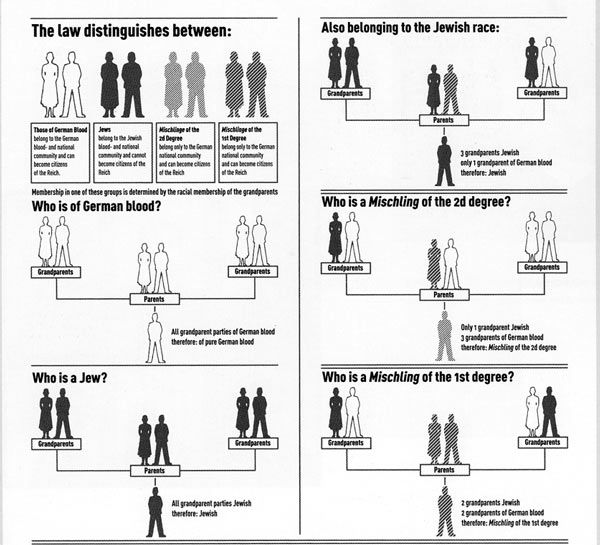 The law distinguishes between:
Those of German Blood
belong to the German
blood- and national
community and can
become citizens
of the Reich.
Jews
belong to the Jewish
blood- and national
community and cannot
become citizens of
the Reich
Mischlinge of the
2d Degree
belong only to the German
national community
and can become citizens
of the Reich
Mischlinge of the
1st Degree
belong only to the German
national community
and can become citizens
of the Reich
Membership in one of these groups is determined by the racial membership of the grandparents
Who is of German blood?
Grandparents
Grandparents
Parents
All grandparent parties of German blood
therefore: of pure German blood
Who is a Jew?
Grandparents
Grandparents
Parents
All grandparent parties Jewish
therefore: Jewish
Also belonging to the Jewish race:
Grandparents
Grandparents
Parents
3 grandparents Jewish
only 1 grandparent of German blood
therefore: Jewish
Who is a Mischling of the 2d degree?
Grandparents
Grandparents
Parents
Only 1 grandparent Jewish
3 grandparents of German blood
therefore: Mischling of the 2d degree
Who is a Mischling of the 1st degree?
Grandparents
Grandparents
Parents
2 grandparents Jewish
2 grandparents of German blood
therefore: Mischling of the 1st degree